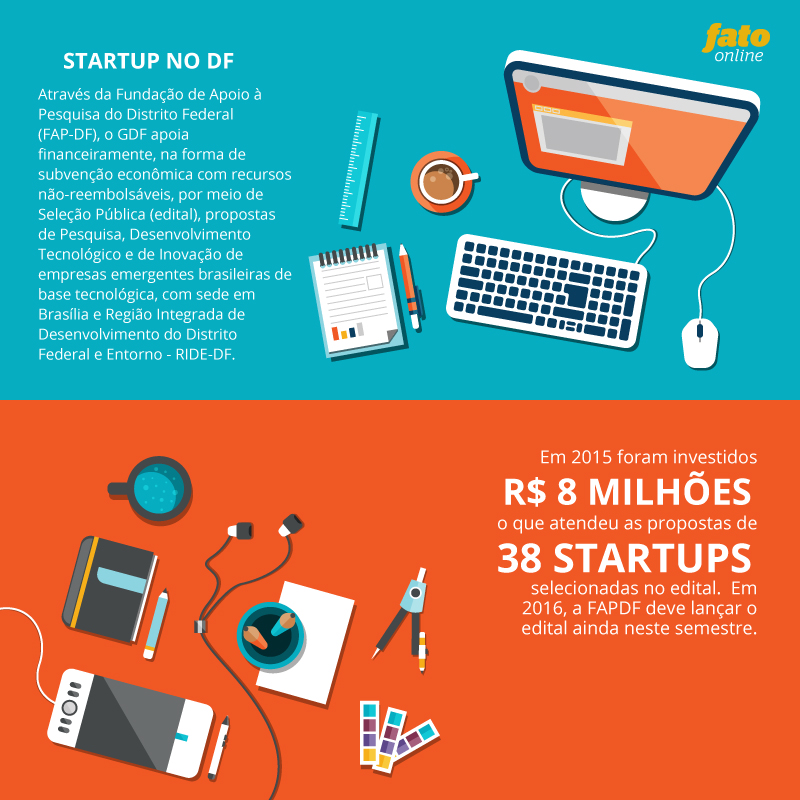 fato
online
STARTUP NO DF
Através da Fundação de Apoio à
Pesquisa do Distrito Federal
(FAP-DF), o GDF apoia
financeiramente, na forma de
subvenção econômica com recursos
não-reembolsáveis, por meio de
Seleção Pública (edital), propostas
de Pesquisa, Desenvolvimento
Tecnológico e de Inovação de
empresas emergentes brasileiras de
base tecnológica, com sede em
Brasília e Região Integrada de
Desenvolvimento do Distrito
Federal e Entorno - RIDE-DF.
Em 2015 foram investidos
R$ 8 MILHÕES
o que atendeu as propostas de
38 STARTUPS
selecionadas no edital. Em
2016, a FAPDF deve lançar o
edital ainda neste semestre.